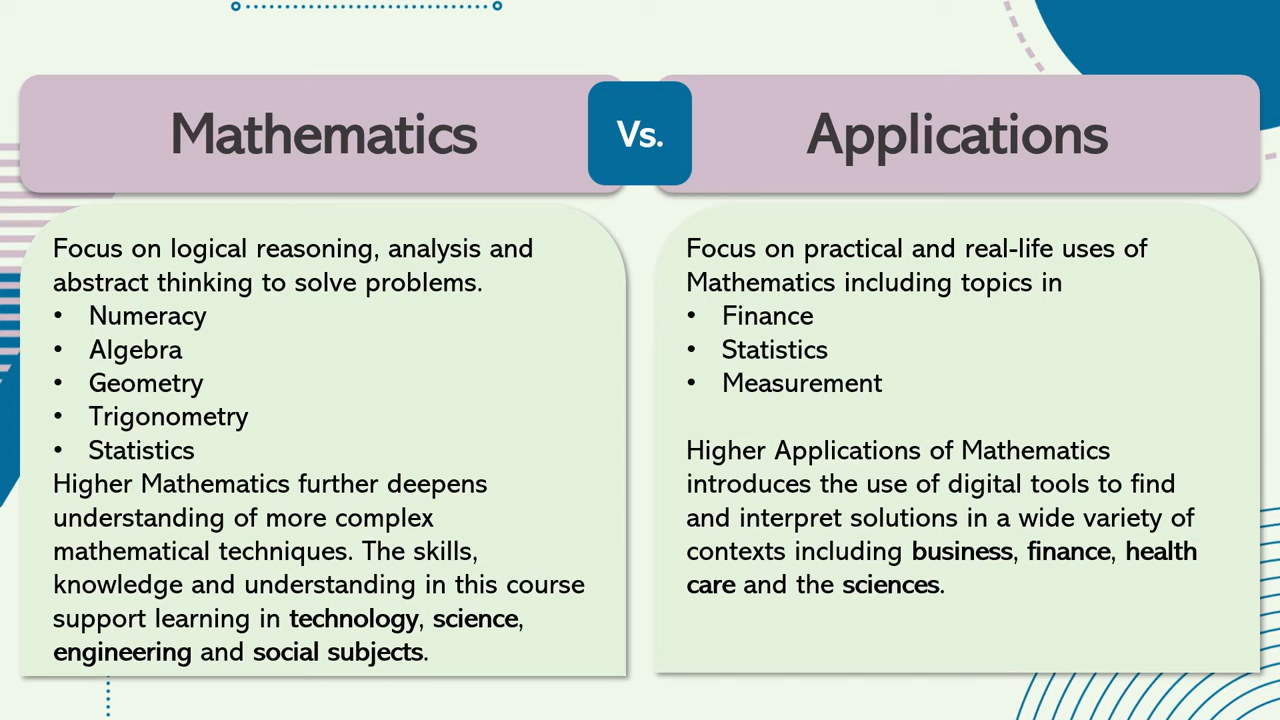 Mathematics
Vs.
Applications
Focus on logical reasoning, analysis and
abstract thinking to solve problems.
• Numeracy
• Algebra
• Geometry
• Trigonometry
• Statistics
Higher Mathematics further deepens
understanding of more complex
mathematical techniques. The skills,
knowledge and understanding in this course
support learning in technology, science,
engineering and social subjects.
Focus on practical and real-life uses of
Mathematics including topics in
• Finance
• Statistics
• Measurement
Higher Applications of Mathematics
introduces the use of digital tools to find
and interpret solutions in a wide variety of
contexts including business, finance, health
care and the sciences.